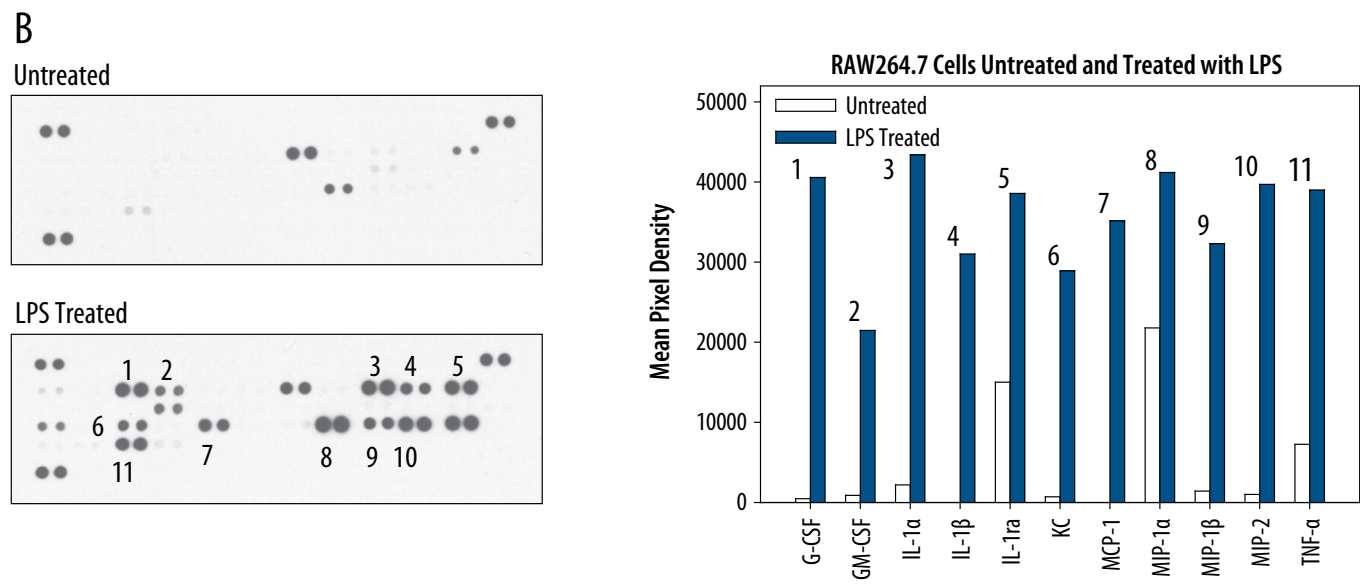 B
Untreated
LPS Treated
1 2 3 4 5
6
7 8 9 10
11
RAW264.7 Cells Untreated and Treated with LPS
Untreated
LPS Treated
Mean Pixel Density
50000
40000
30000
20000
10000
0
1
2
3
4
5
6
7
8
9
10
11
G-CSF
GM-CSF
IL-1α
IL-1β
IL-1ra
KC
MCP-1
MIP-1α
MIP-1β
MIP-2
TNF-α